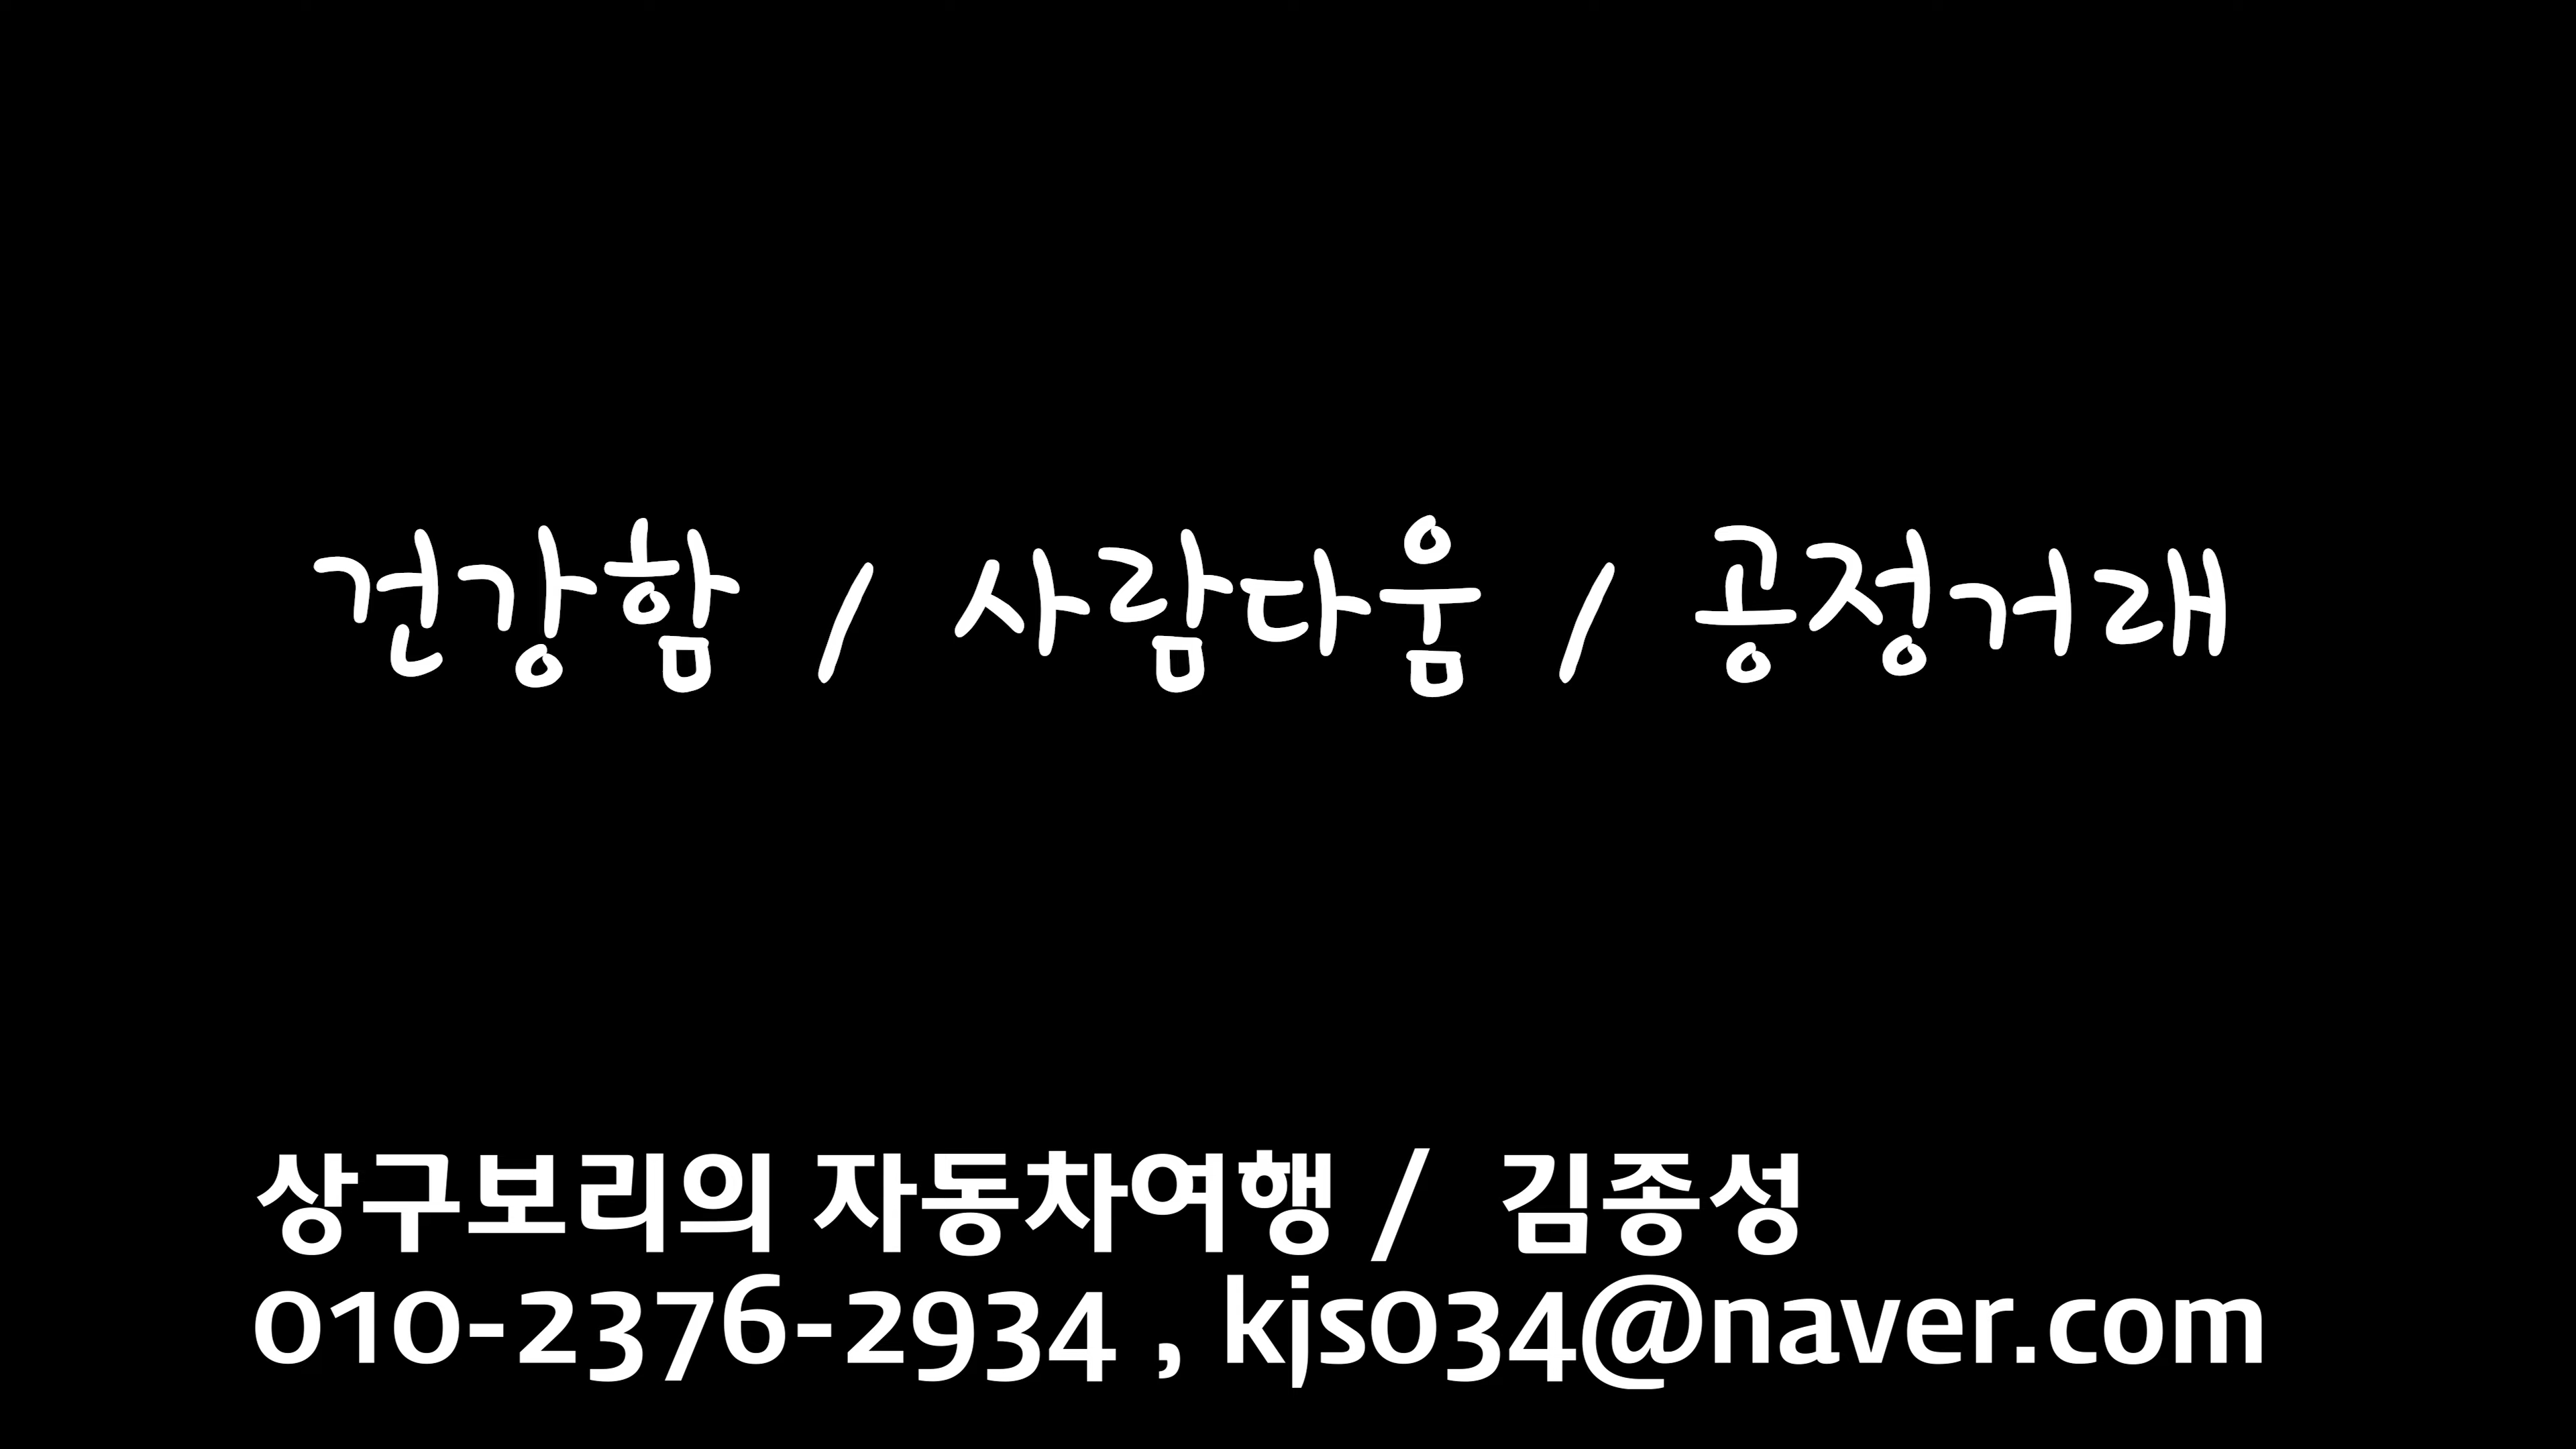 건강함 / 사람다움 / 공정거래
상구보리의 자동차여행 / 김종성
010-2376-2934 , kjs034@naver.com